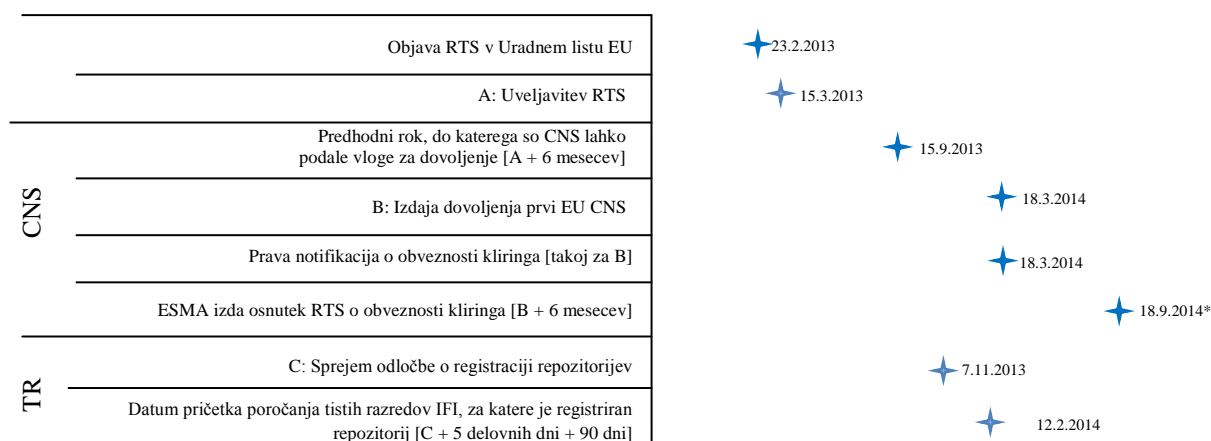 Objava RTS v Uradnem listu EU
23.2.2013
A: Uveljavitev RTS
15.3.2013
CNS
Predhodni rok, do katerega so CNS lahko
podale vloge za dovoljenje [A + 6 mesecev]
15.9.2013
B: Izdaja dovoljenja prvi EU CNS
18.3.2014
Prava notifikacija o obveznosti kliringa [takoj za B]
18.3.2014
ESMA izda osnutek RTS o obveznosti kliringa [B + 6 mesecev]
18.9.2014*
TR
C: Sprejem odločbe o registraciji repozitorijev
7.11.2013
Datum pričetka poročanja tistih razredov IFI, za katere je registriran
repozitorij [C + 5 delovnih dni + 90 dni]
12.2.2014